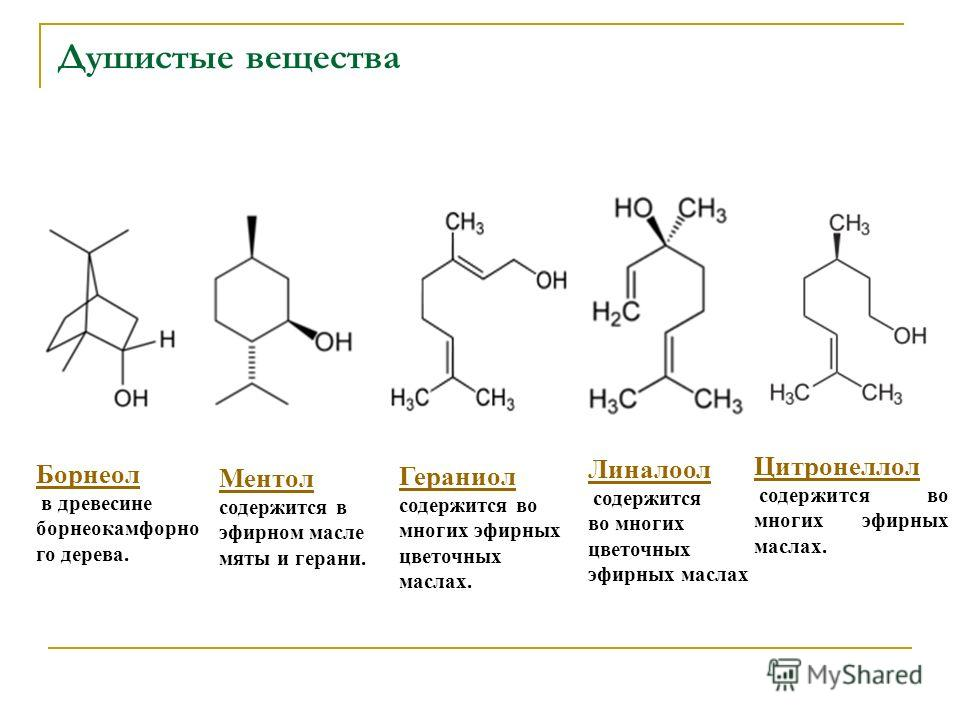 Душистые вещества
H
OH
OH
CH₃
OH
H₃C CH₃
HO CH₃
H₂C
H₃C CH₃
CH₃
OH
H₃C CH₃
Борнеол
в древесине
борнеокамфорно
го дерева.
Ментол
содержится в
эфирном масле
мяты и герани.
Гераниол
содержится во
многих эфирных
цветочных
маслах.
Линалоол
содержится
во многих
цветочных
эфирных маслах
Цитронеллол
содержится во
многих эфирных
маслах.
MyShared